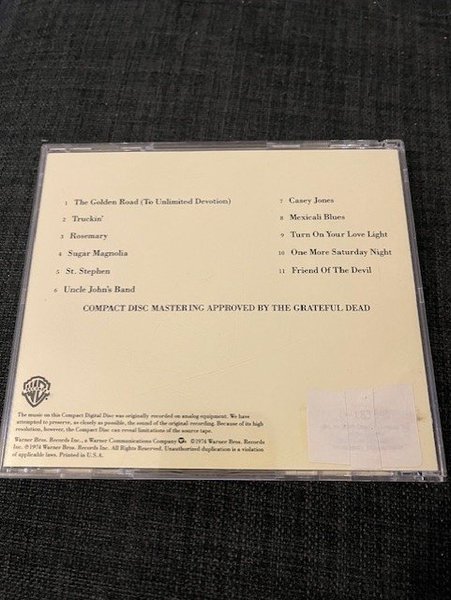 1 The Golden Road (To Unlimited Devotion)
2 Truckin'
3 Rosemary
4 Sugar Magnolia
5 St. Stephen
6 Uncle John's Band
7 Casey Jones
8 Mexicali Blues
9 Turn On Your Love Light
10 One More Saturday Night
11 Friend Of The Devil
COMPACT DISC MASTERING APPROVED BY THE GRATEFUL DEAD
The music on this Compact Digital Disc was originally recorded on analog equipment. We have
attempted to preserve, as closely as possible, the sound of the original recording. Because of its high
resolution, however, the Compact Disc can reveal limitations of the source tape.
Warner Bros. Records Inc., a Warner Communications Company ©1974 Warner Bros. Records
Inc. ℗1974 Warner Bros. Records Inc. All Rights Reserved. Unauthorized duplication is a violation
of applicable laws. Printed in U.S.A.